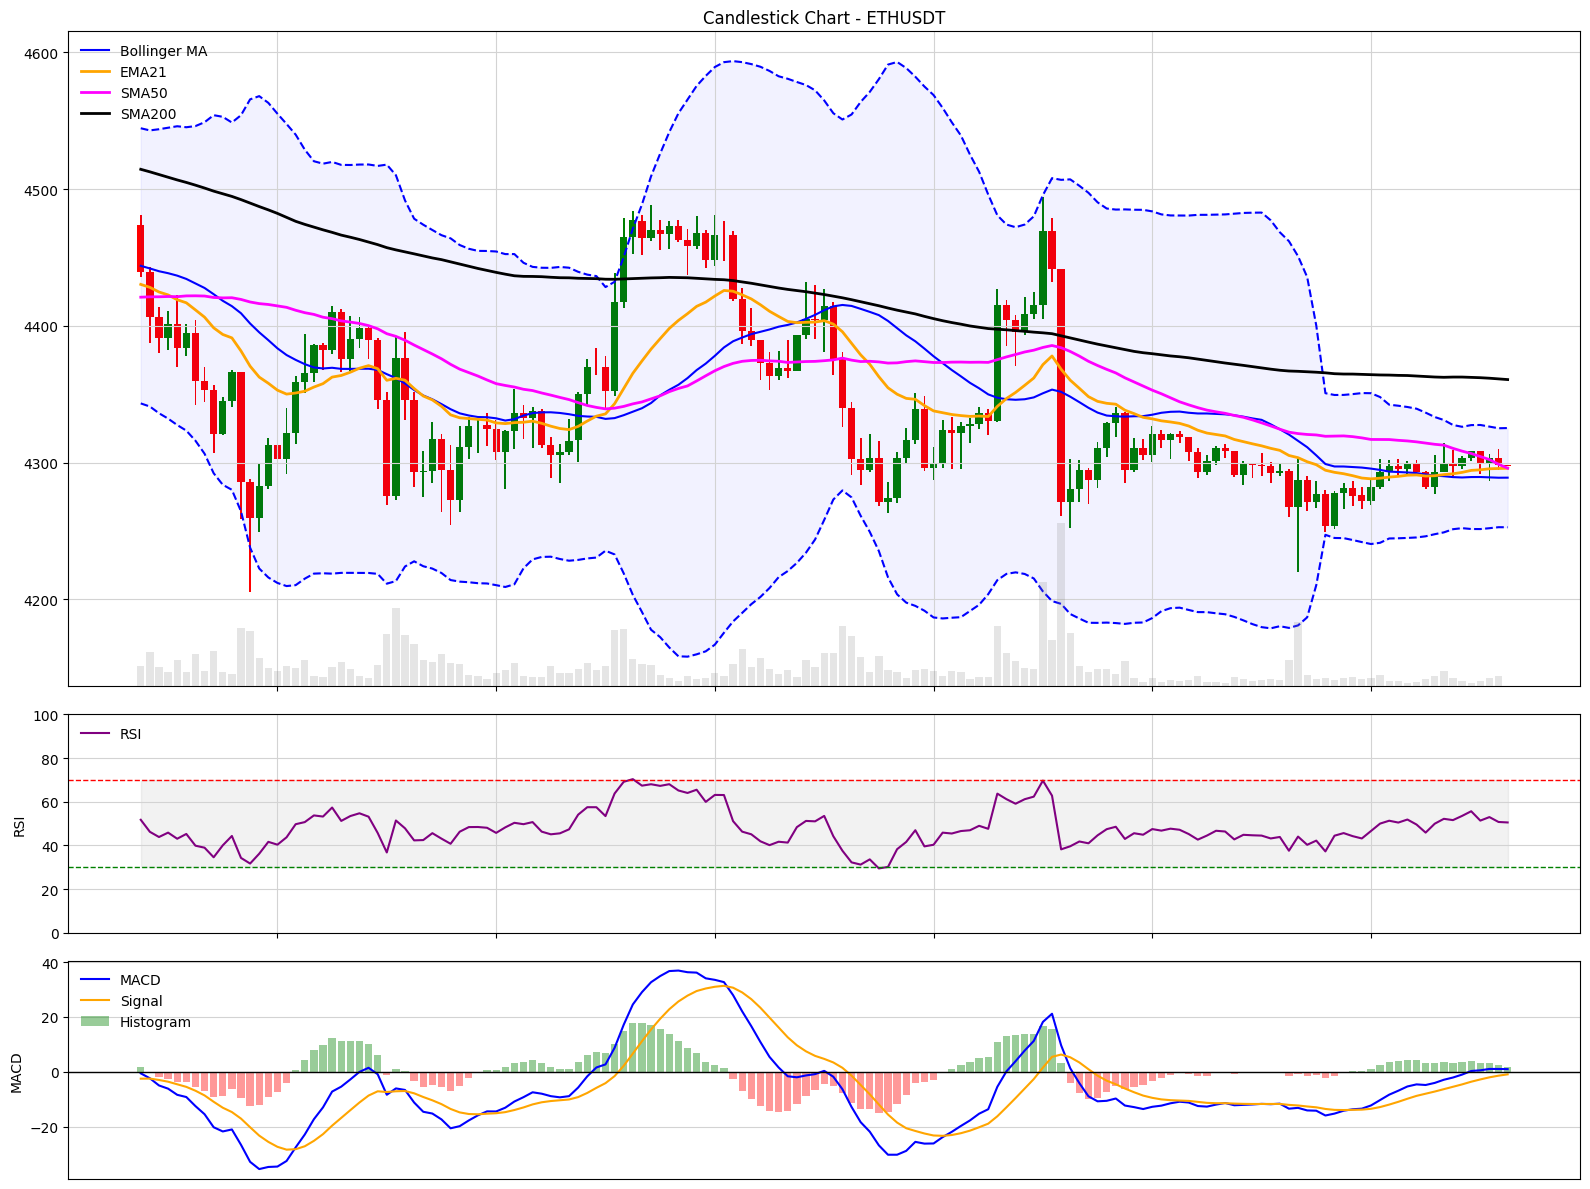 Candlestick Chart - ETHUSDT
Bollinger MA
EMA21
SMA50
SMA200
4600
4500
4400
4300
4200
RSI
RSI
100
80
60
40
20
0
MACD
Signal
Histogram
MACD
40
20
0
−20